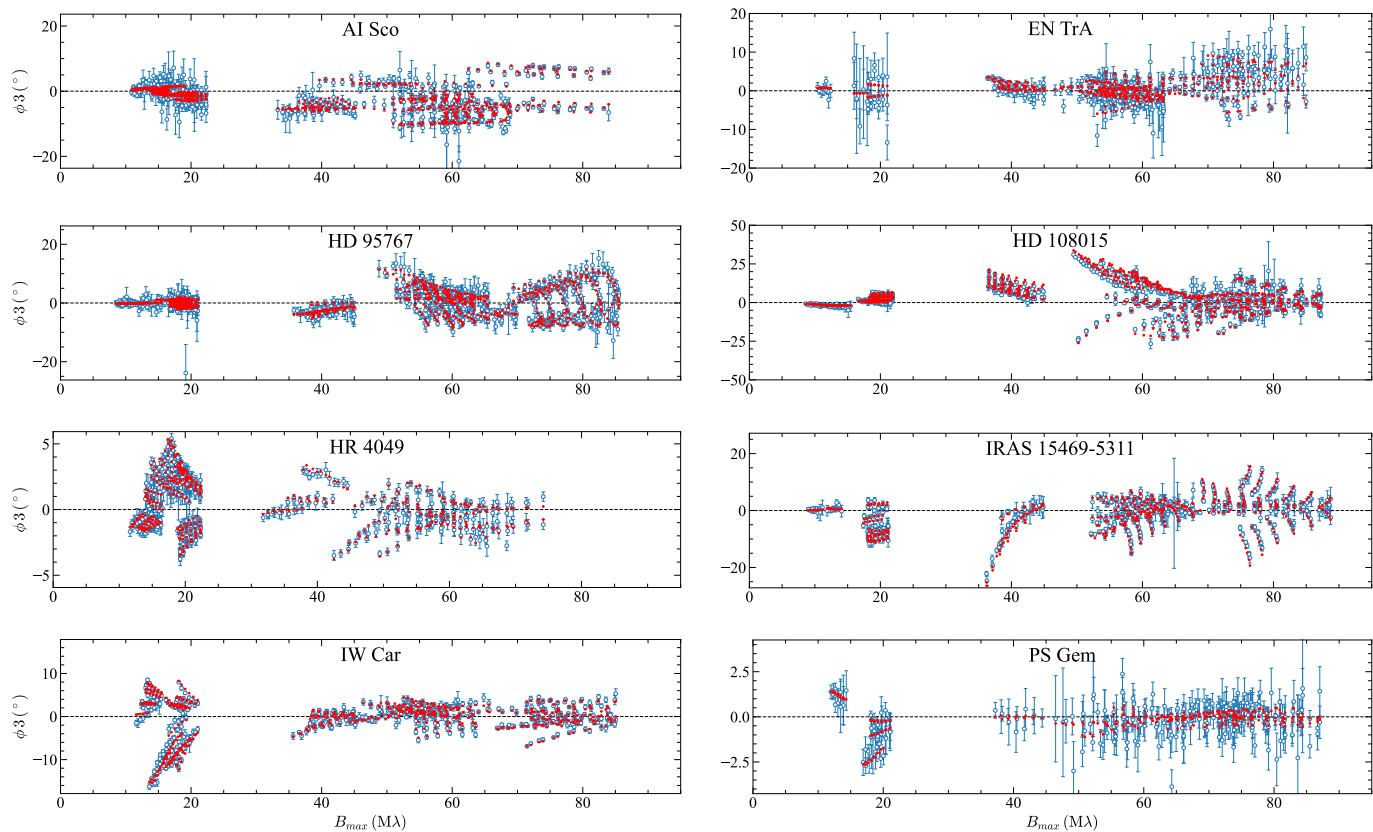 AI Sco
20
0
−20
ϕ3 (°)
0 20 40 60 80
EN TrA
20
10
0
−10
−20
0 20 40 60 80
HD 95767
20
0
−20
ϕ3 (°)
0 20 40 60 80
HD 108015
50
25
0
−25
−50
0 20 40 60 80
HR 4049
5
0
−5
ϕ3 (°)
0 20 40 60 80
IRAS 15469-5311
20
0
−20
0 20 40 60 80
IW Car
10
0
−10
ϕ3 (°)
0 20 40 60 80
B_max (Mλ)
PS Gem
2.5
0.0
−2.5
0 20 40 60 80
B_max (Mλ)